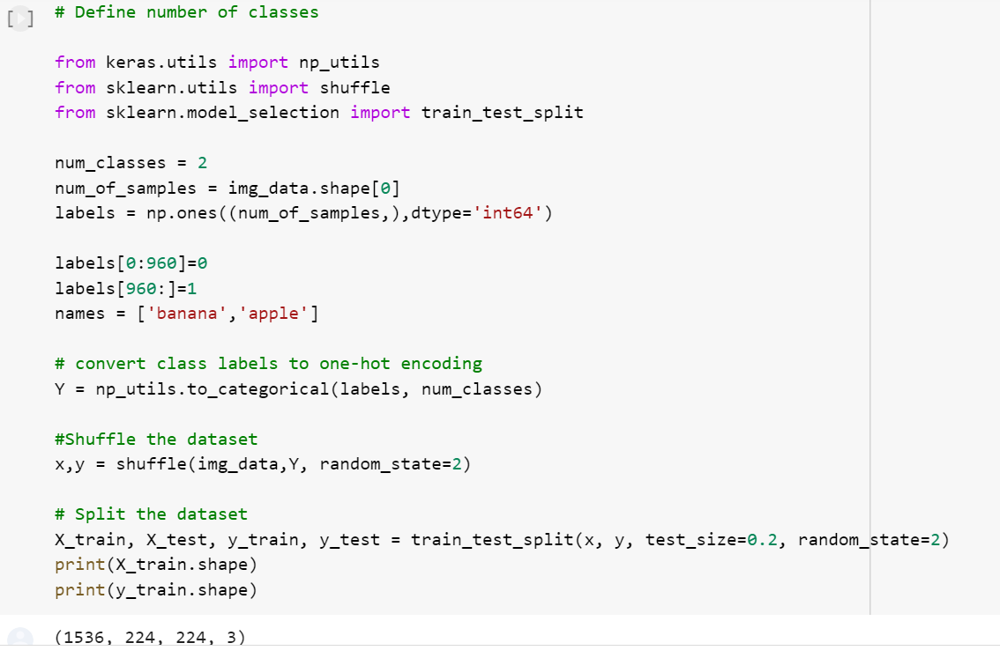 # Define number of classes
from keras.utils import np_utils
from sklearn.utils import shuffle
from sklearn.model_selection import train_test_split
num_classes = 2
num_of_samples = img_data.shape[0]
labels = np.ones((num_of_samples,),dtype='int64')
labels[0:960]=0
labels[960:]=1
names = ['banana','apple']
# convert class labels to one-hot encoding
Y = np_utils.to_categorical(labels, num_classes)
#Shuffle the dataset
x,y = shuffle(img_data,Y, random_state=2)
# Split the dataset
X_train, X_test, y_train, y_test = train_test_split(x, y, test_size=0.2, random_state=2)
print(X_train.shape)
print(y_train.shape)
(1536, 224, 224, 3)